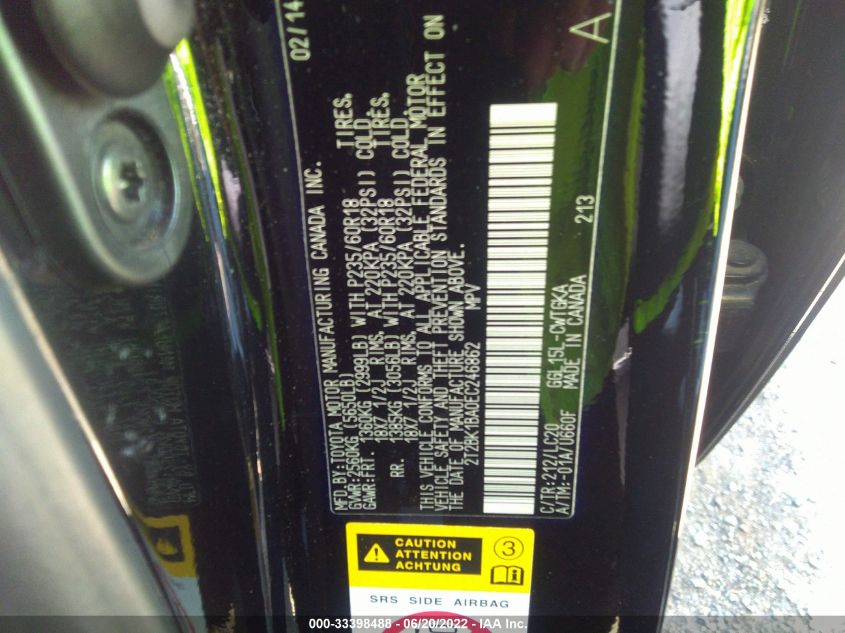 MFD.BY:TOYOTA MOTOR MANUFACTURING CANADA INC. 02/14
GVWR:2560KG (5650LB)
GAWR:FRT. 1360KG (2999LB) WITH P235/60R18 TIRES,
18X7 1/2J RIMS, AT 220KPA (32PSI) COLD.
RR. 1385KG (3056LB) WITH P235/60R18 TIRES,
18X7 1/2J RIMS, AT 220KPA (32PSI) COLD.
THIS VEHICLE CONFORMS TO ALL APPLICABLE FEDERAL MOTOR
VEHICLE SAFETY AND THEFT PREVENTION STANDARDS IN EFFECT ON
THE DATE OF MANUFACTURE SHOWN ABOVE.
2T2BK1BA0EC246862 MPV
C/TR:212/LC20 GGL15L-CWTGKA 213 A
A/TM:-01A/U660F MADE IN CANADA
CAUTION
ATTENTION
ACHTUNG
3
SRS SIDE AIRBAG
000-33398488 - 06/20/2022 - IAA Inc.